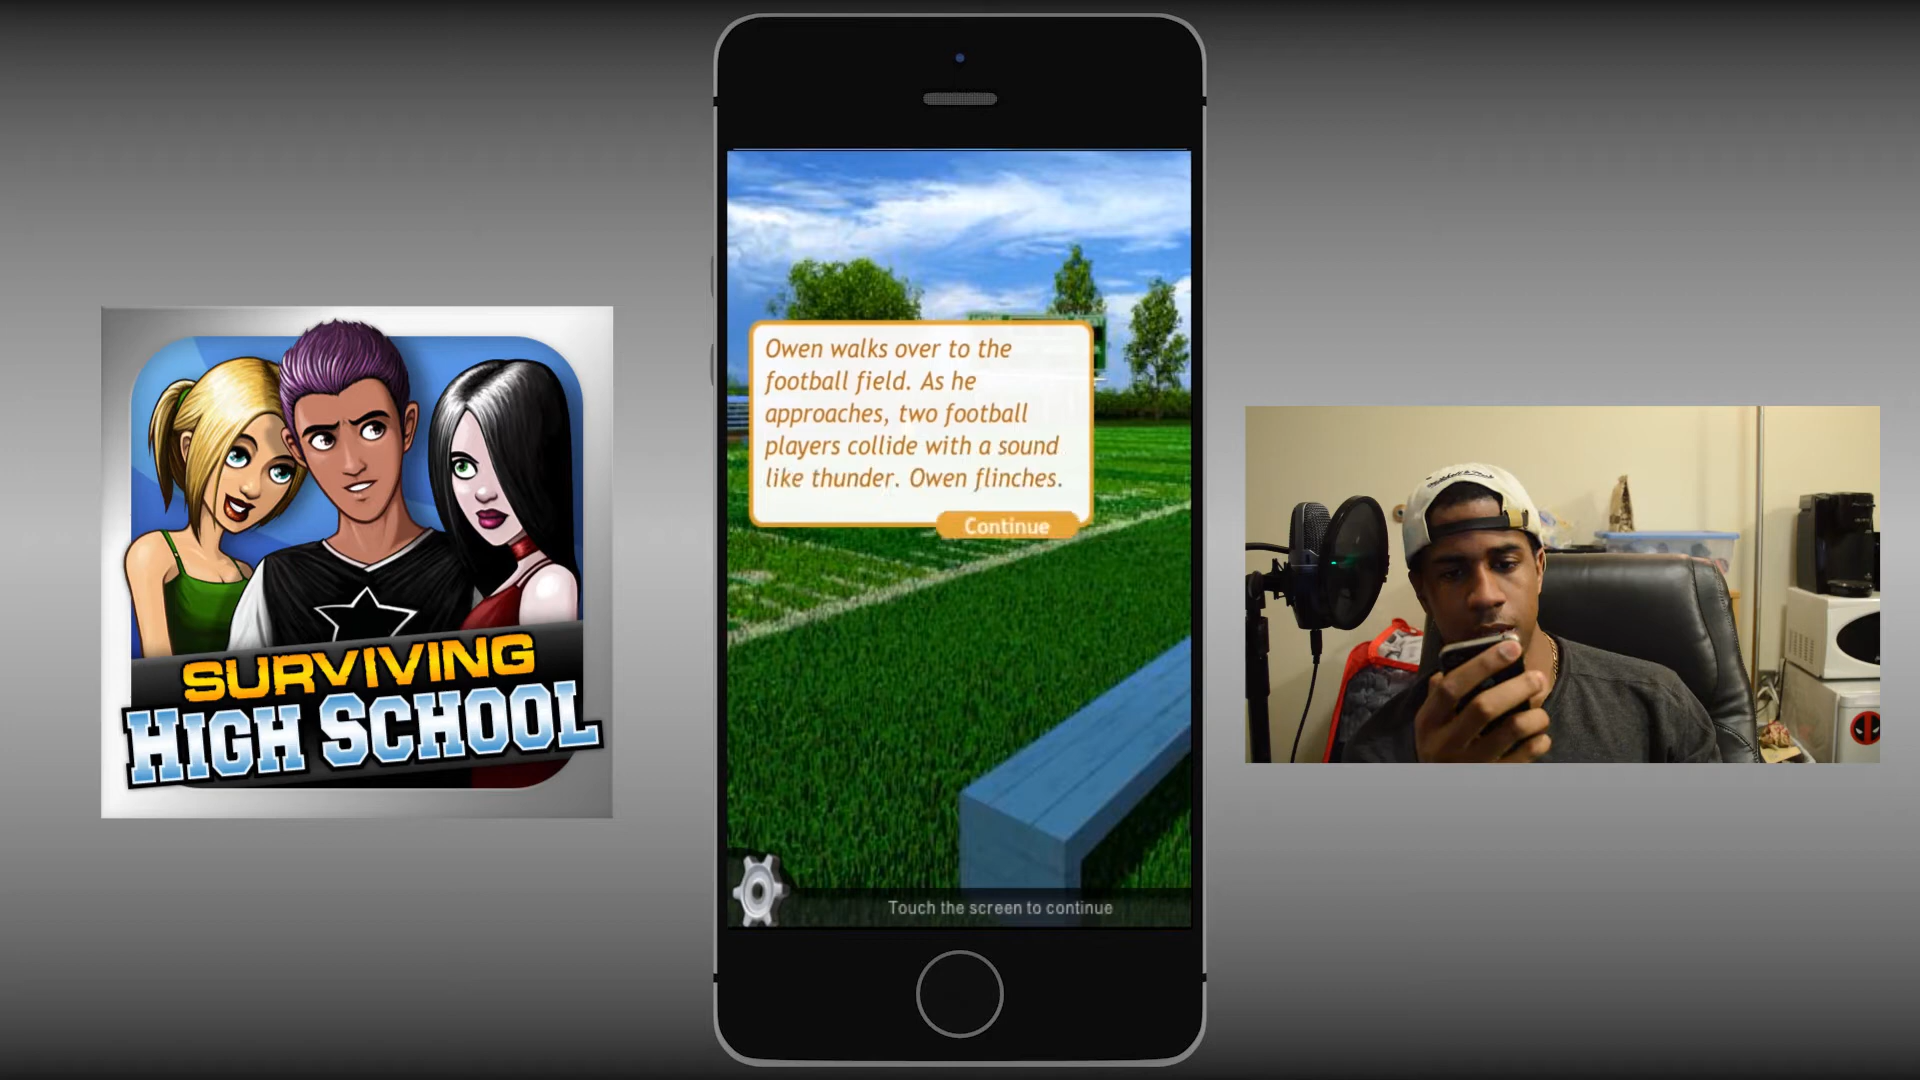 SURVIVING
HIGH SCHOOL
Owen walks over to the
football field. As he
approaches, two football
players collide with a sound
like thunder. Owen flinches.
Continue
Touch the screen to continue